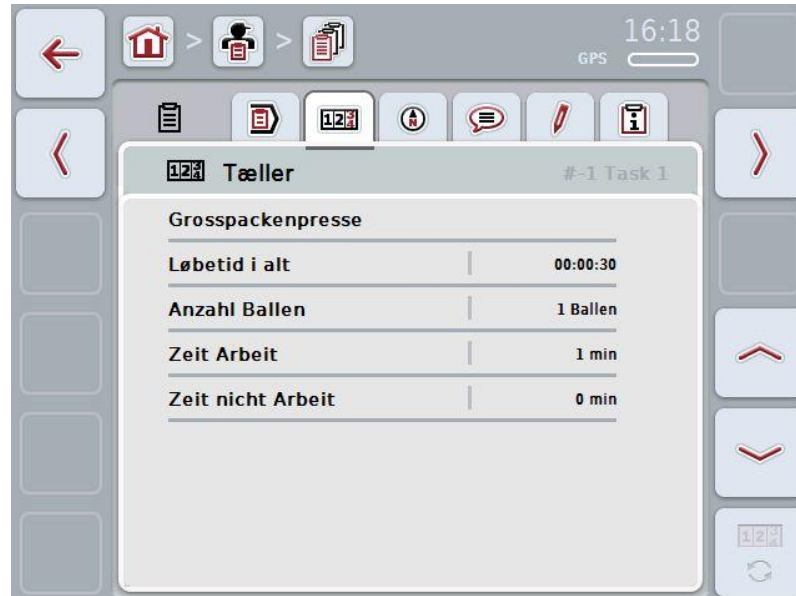 16:18
GPS
Tæller #-1 Task 1
Grosspackenpresse
Løbetid i alt 00:00:30
Anzahl Ballen 1 Ballen
Zeit Arbeit 1 min
Zeit nicht Arbeit 0 min